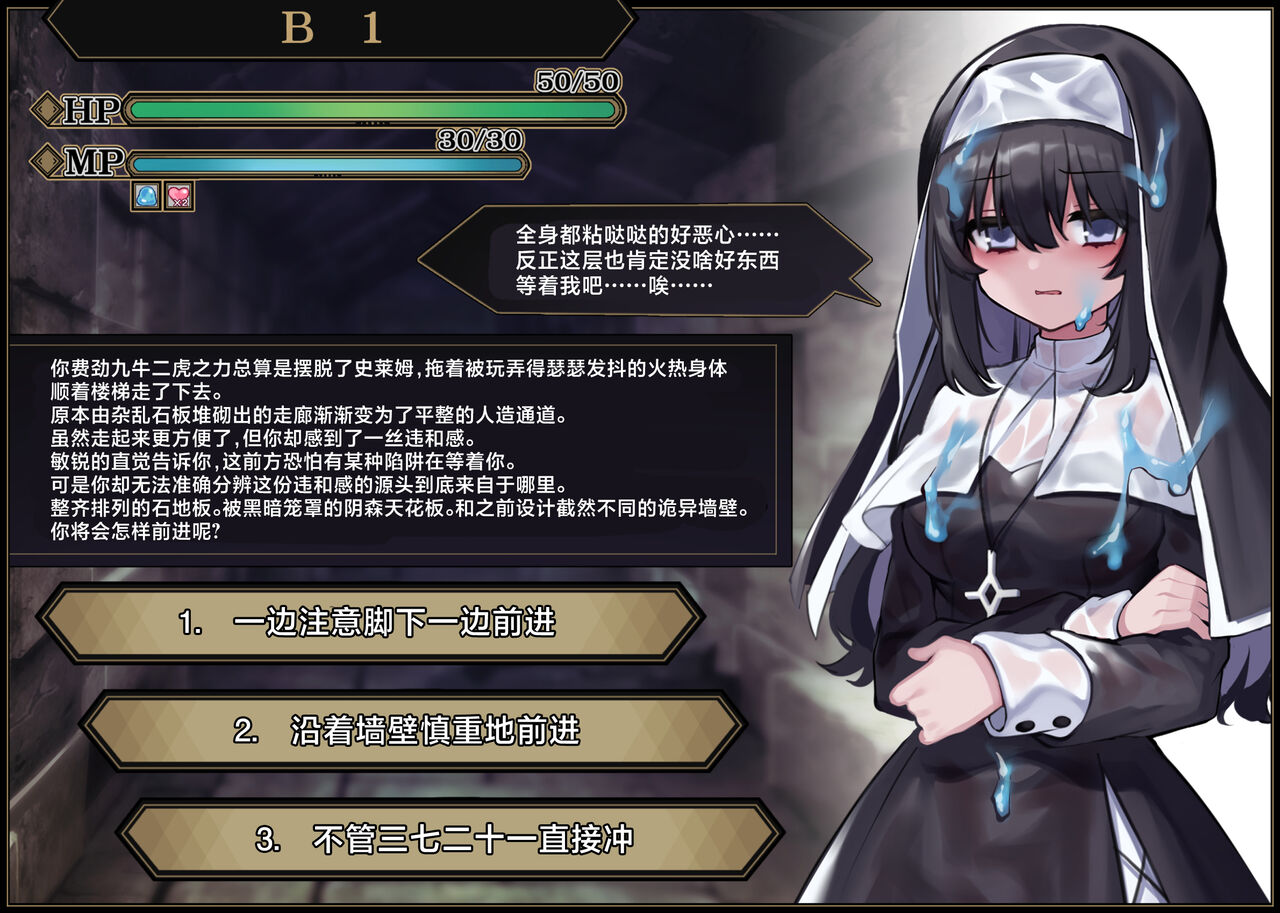 B 1
50/50
HP
30/30
MP
X2
全身都粘哒哒的好恶心……
反正这层也肯定没啥好东西
等着我吧……唉……
你费劲九牛二虎之力总算是摆脱了史莱姆,拖着被玩弄得瑟瑟发抖的火热身体
顺着楼梯走了下去。
原本由杂乱石板堆砌出的走廊渐渐变为了平整的人造通道。
虽然走起来更方便了,但你却感到了一丝违和感。
敏锐的直觉告诉你,这前方恐怕有某种陷阱在等着你。
可是你却无法准确分辨这份违和感的源头到底来自于哪里。
整齐排列的石地板。被黑暗笼罩的阴森天花板。和之前设计截然不同的诡异墙壁。
你将会怎样前进呢?
1. 一边注意脚下一边前进
2. 沿着墙壁慎重地前进
3. 不管三七二十一直接冲